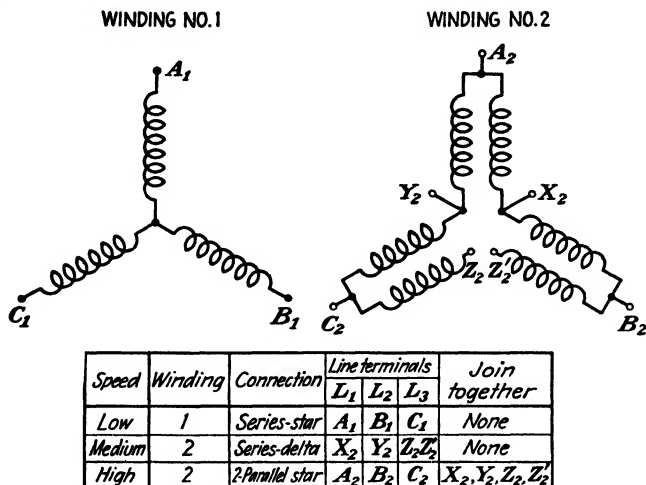 WINDING NO.1 WINDING NO.2
A₁ A₂
Y₂ X₂
Z₂ Z₂′
C₁ B₁ C₂ B₂
Speed Winding Connection Line terminals Join together
L₁ L₂ L₃
Low 1 Series-star A₁ B₁ C₁ None
Medium 2 Series-delta X₂ Y₂ Z₂Z₂′ None
High 2 2-Parallel star A₂ B₂ C₂ X₂,Y₂,Z₂,Z₂′